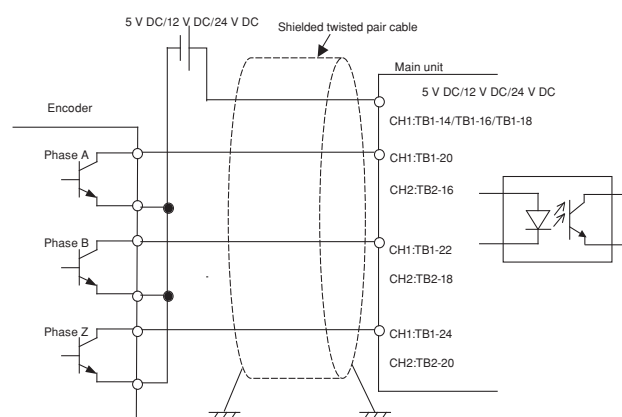 5 V DC/12 V DC/24 V DC
Shielded twisted pair cable
Main unit
5 V DC/12 V DC/24 V DC
Encoder
CH1:TB1-14/TB1-16/TB1-18
Phase A
CH1:TB1-20
CH2:TB2-16
Phase B
CH1:TB1-22
CH2:TB2-18
Phase Z
CH1:TB1-24
CH2:TB2-20